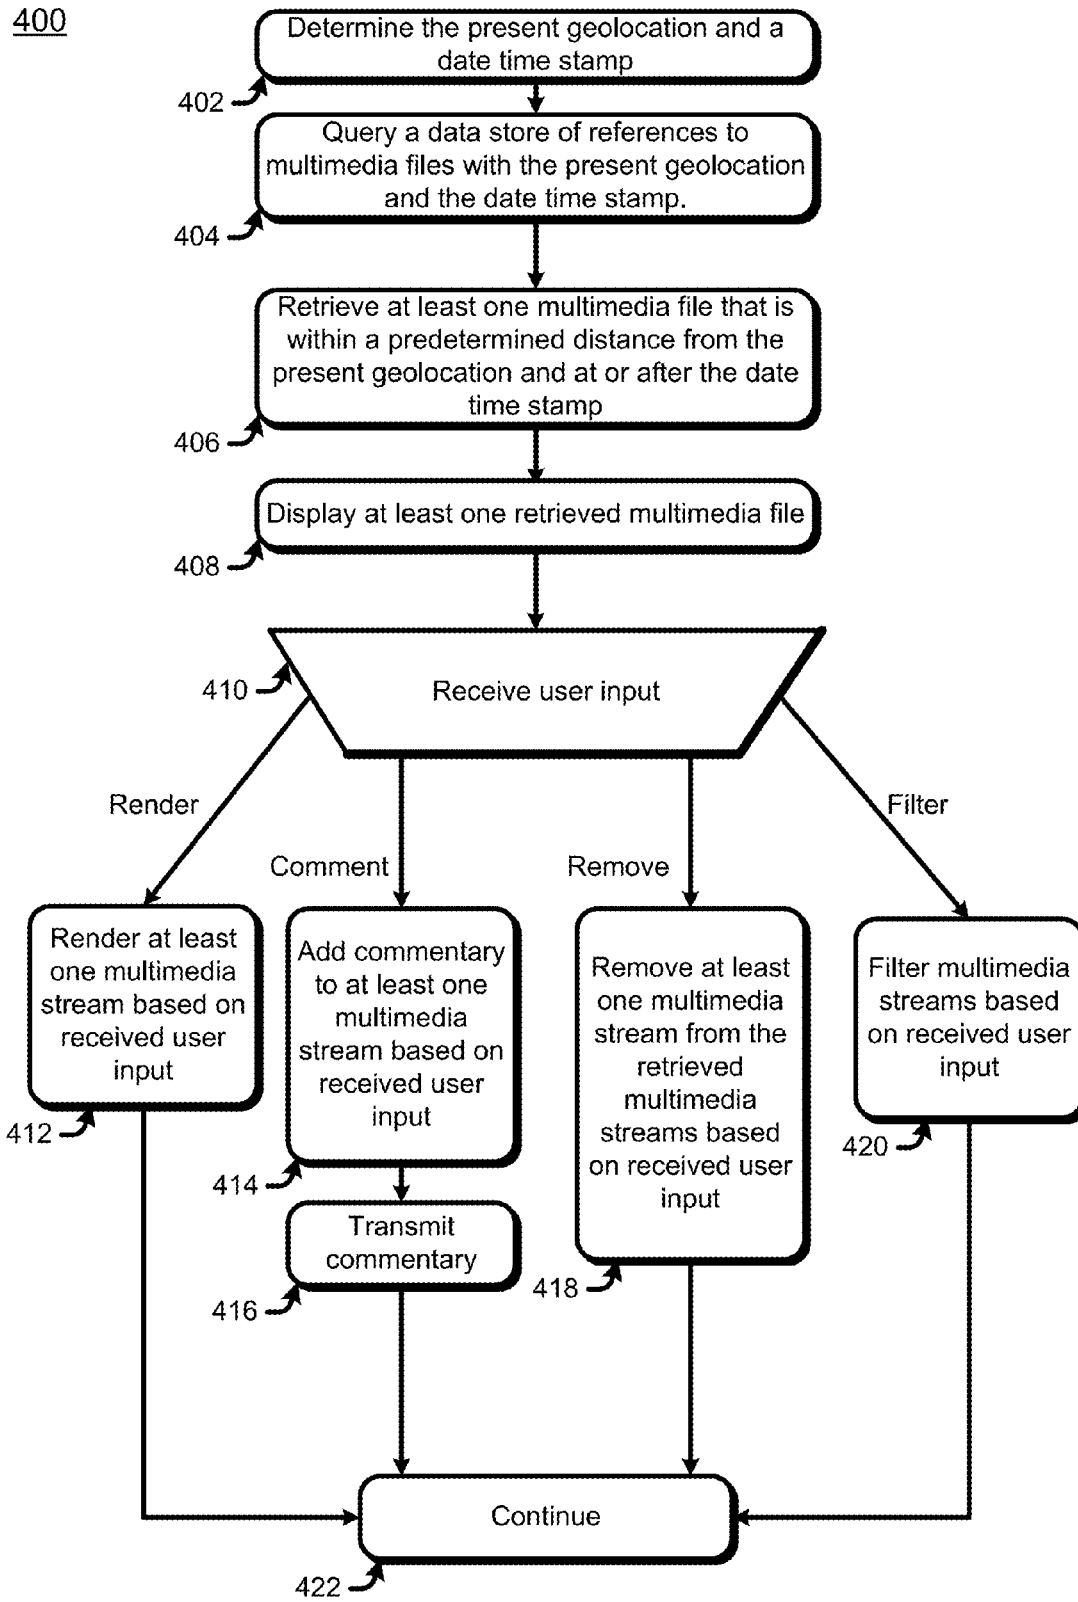 400
Determine the present geolocation and a
date time stamp
402
Query a data store of references to
multimedia files with the present geolocation
and the date time stamp.
404
Retrieve at least one multimedia file that is
within a predetermined distance from the
present geolocation and at or after the date
time stamp
406
Display at least one retrieved multimedia file
408
Receive user input
410
Render
Comment
Remove
Filter
Render at least
one multimedia
stream based on
received user
input
412
Add commentary
to at least one
multimedia
stream based on
received user
input
414
Transmit
commentary
416
Remove at least
one multimedia
stream from the
retrieved
multimedia
streams based
on received user
input
418
Filter multimedia
streams based
on received user
input
420
Continue
422